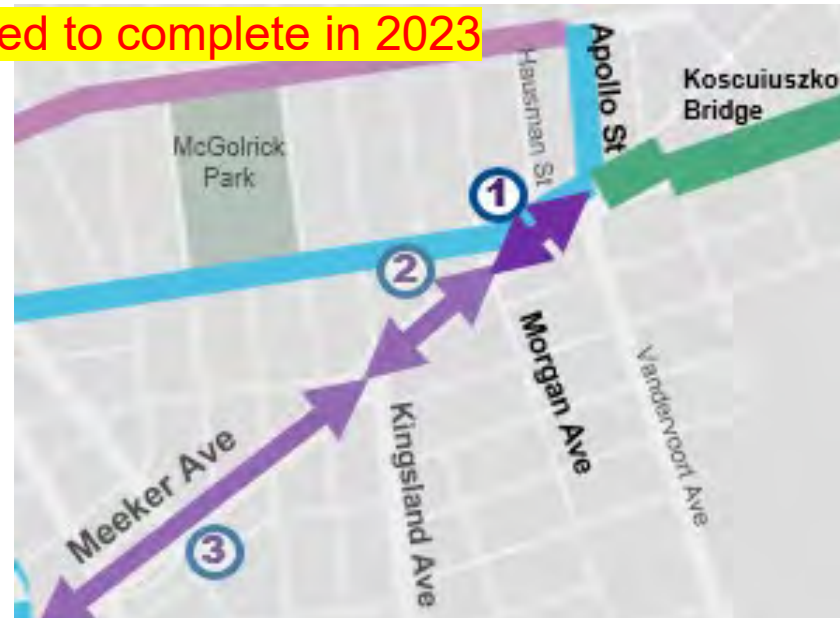 ed to complete in 2023
Apollo St
Hausman St
Koscuiuszko
Bridge
McGolrick
Park
1
2
Morgan Ave
Vandervoort Ave
Kingsland Ave
Meeker Ave
3